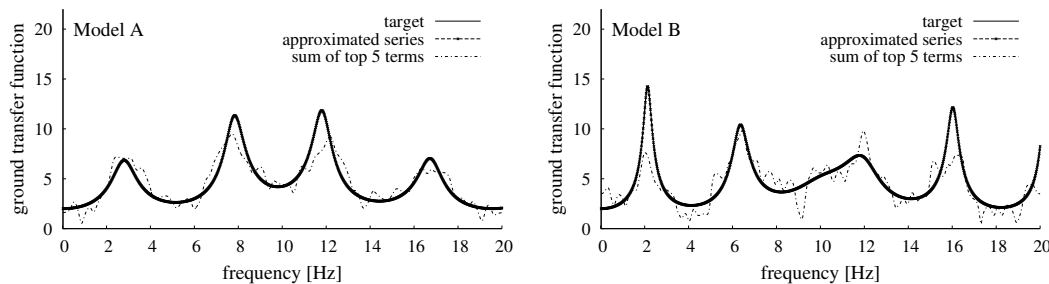 Model A
target
approximated series
sum of top 5 terms
ground transfer function
20
15
10
5
0
0 2 4 6 8 10 12 14 16 18 20
frequency [Hz]
Model B
target
approximated series
sum of top 5 terms
ground transfer function
20
15
10
5
0
0 2 4 6 8 10 12 14 16 18 20
frequency [Hz]